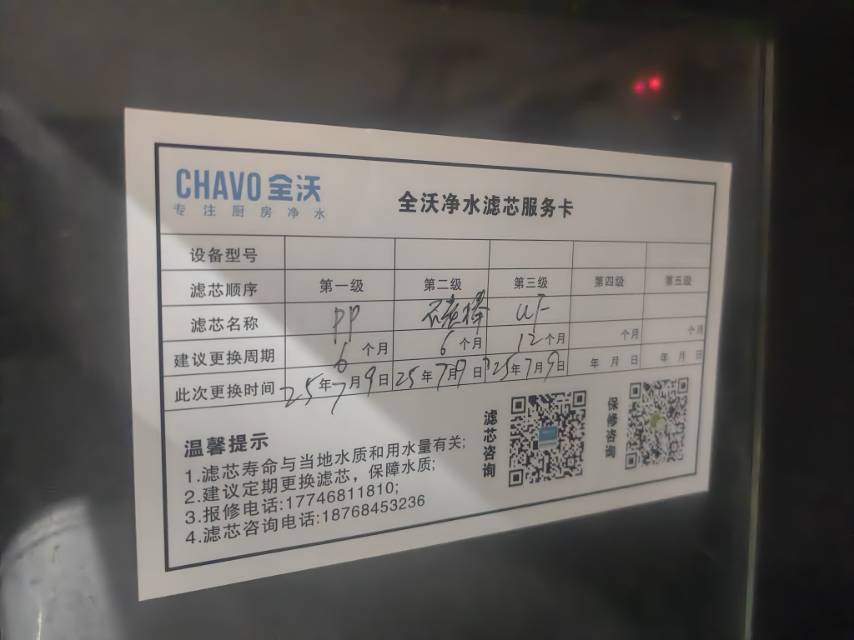 CHAVO 全沃
专注厨房净水
全沃净水滤芯服务卡
设备型号
滤芯顺序 第一级 第二级 第三级 第四级 第五级
滤芯名称 PP 碳棒 UF
建议更换周期 6个月 6个月 12个月 个月 个月
此次更换时间 25年7月9日 25年7月9日 25年7月9日 年 月 日 年 月 日
温馨提示
1.滤芯寿命与当地水质和用水量有关;
2.建议定期更换滤芯，保障水质;
3.报修电话:17746811810;
4.滤芯咨询电话:18768453236
滤芯咨询
保修咨询